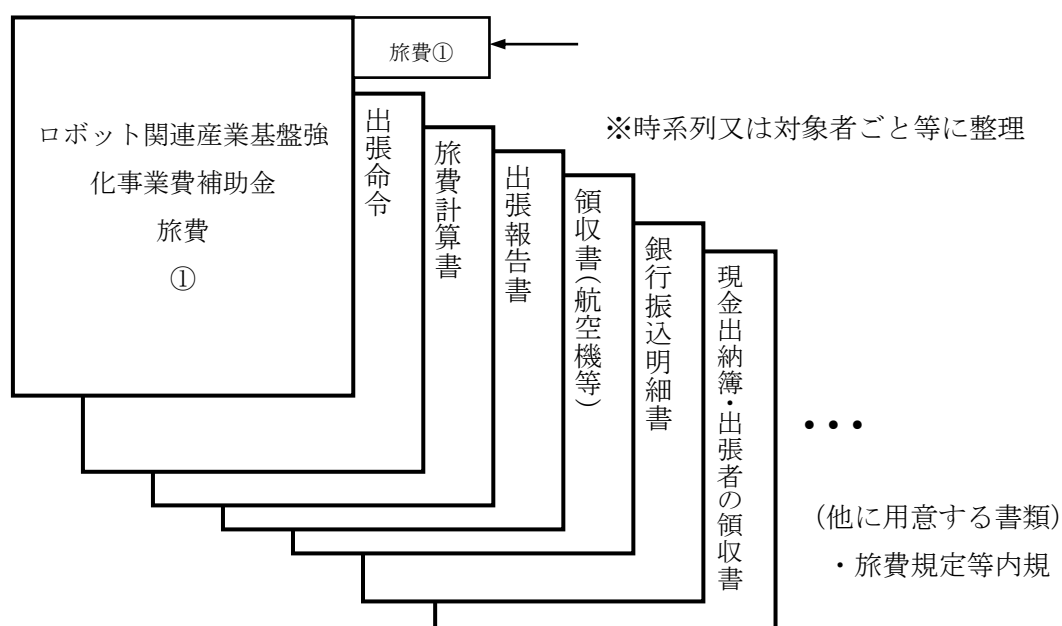 旅費①
ロボット関連産業基盤強
化事業費補助金
旅費
①
※時系列又は対象者ごと等に整理
出張命令
旅費計算書
出張報告書
領収書(航空機等)
銀行振込明細書
現金出納簿・出張者の領収書
・・・
(他に用意する書類)
・旅費規定等内規